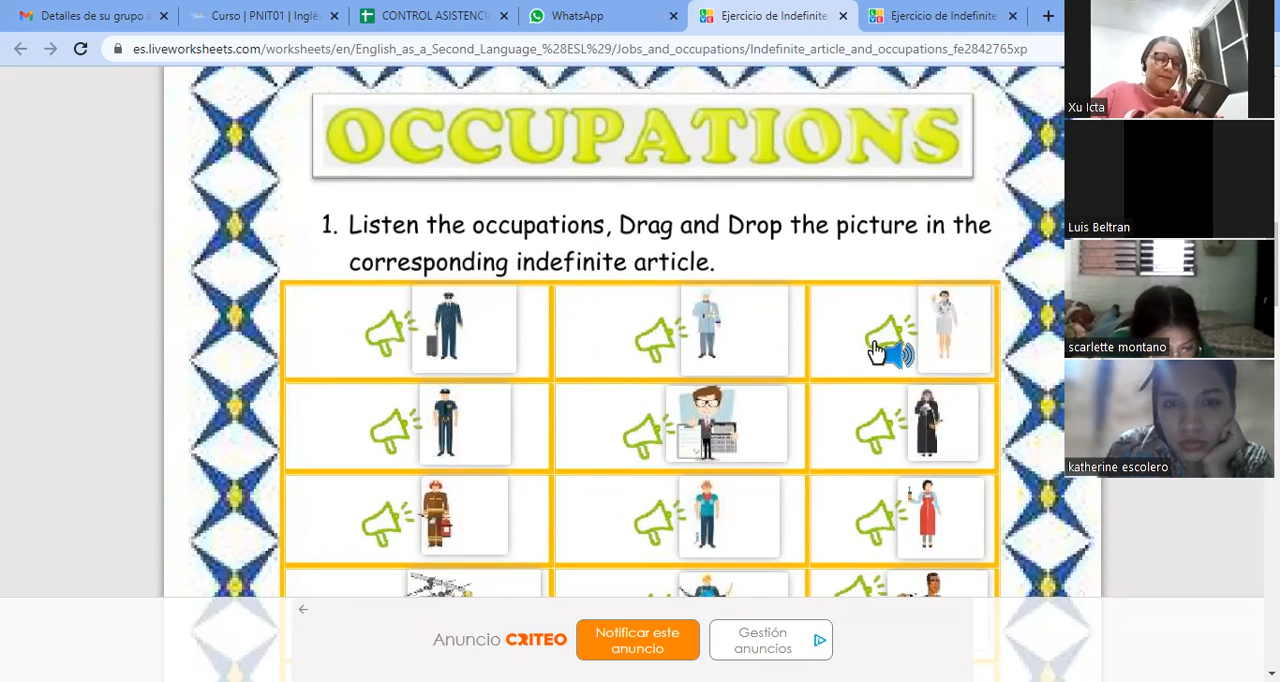 Detalles de su grupo a
Curso | PNIT01 | Inglé
CONTROL ASISTENCI
WhatsApp
Ejercicio de Indefinite
Ejercicio de Indefinite
es.liveworksheets.com/worksheets/en/English_as_a_Second_Language_%28ESL%29/Jobs_and_occupations/Indefinite_article_and_occupations_fe2842765xp
OCCUPATIONS
1. Listen the occupations, Drag and Drop the picture in the
corresponding indefinite article.
Xu Icta
Luis Beltran
scarlette montano
katherine escolero
Anuncio CRITEO
Notificar este
anuncio
Gestión
anuncios